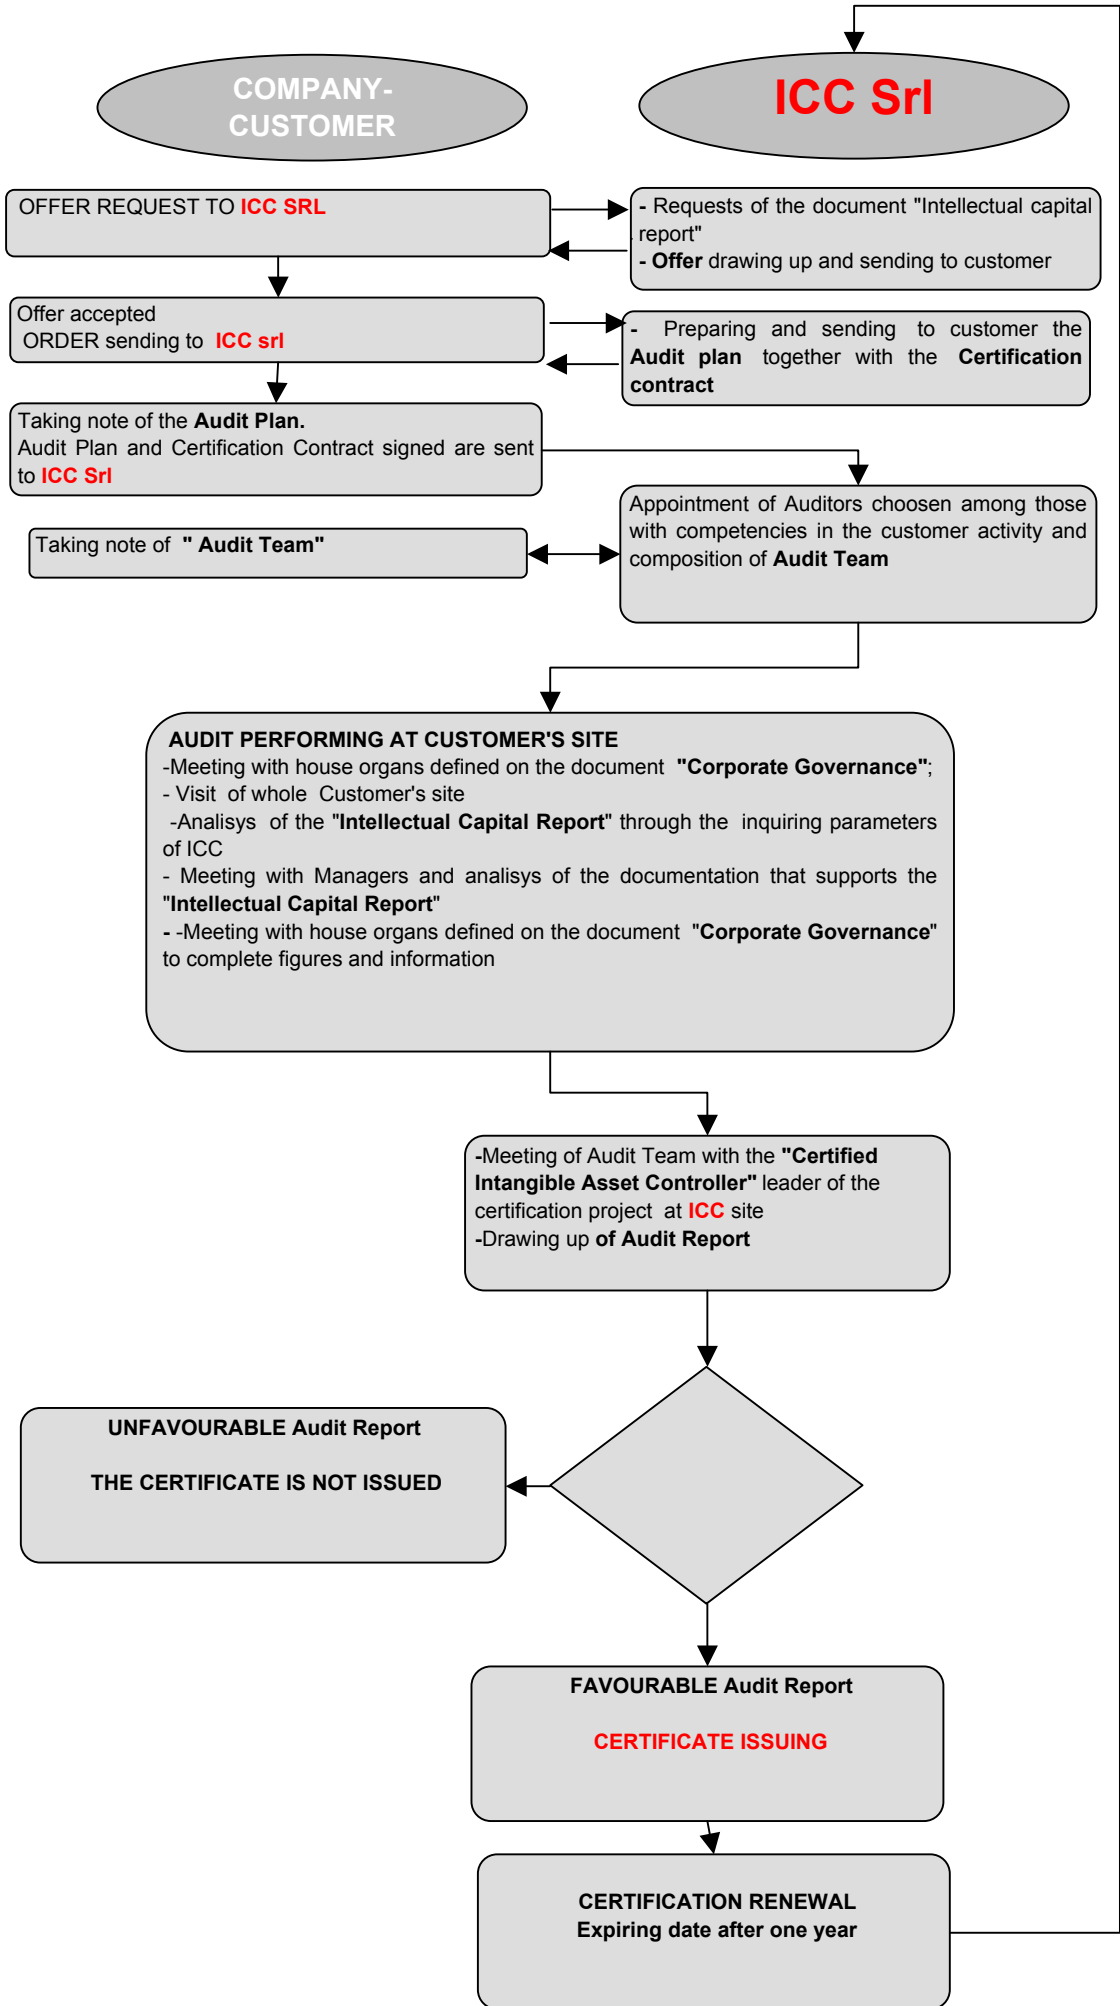 COMPANY-
CUSTOMER
ICC Srl
OFFER REQUEST TO ICC SRL
- Requests of the document "Intellectual capital
report"
- Offer drawing up and sending to customer
Offer accepted
ORDER sending to ICC srl
- Preparing and sending to customer the
Audit plan together with the Certification
contract
Taking note of the Audit Plan.
Audit Plan and Certification Contract signed are sent
to ICC Srl
Appointment of Auditors choosen among those
with competencies in the customer activity and
composition of Audit Team
Taking note of " Audit Team"
AUDIT PERFORMING AT CUSTOMER'S SITE
-Meeting with house organs defined on the document "Corporate Governance";
- Visit of whole Customer's site
-Analisys of the "Intellectual Capital Report" through the inquiring parameters
of ICC
- Meeting with Managers and analisys of the documentation that supports the
"Intellectual Capital Report"
- -Meeting with house organs defined on the document "Corporate Governance"
to complete figures and information
-Meeting of Audit Team with the "Certified
Intangible Asset Controller" leader of the
certification project at ICC site
-Drawing up of Audit Report
UNFAVOURABLE Audit Report
THE CERTIFICATE IS NOT ISSUED
FAVOURABLE Audit Report
CERTIFICATE ISSUING
CERTIFICATION RENEWAL
Expiring date after one year